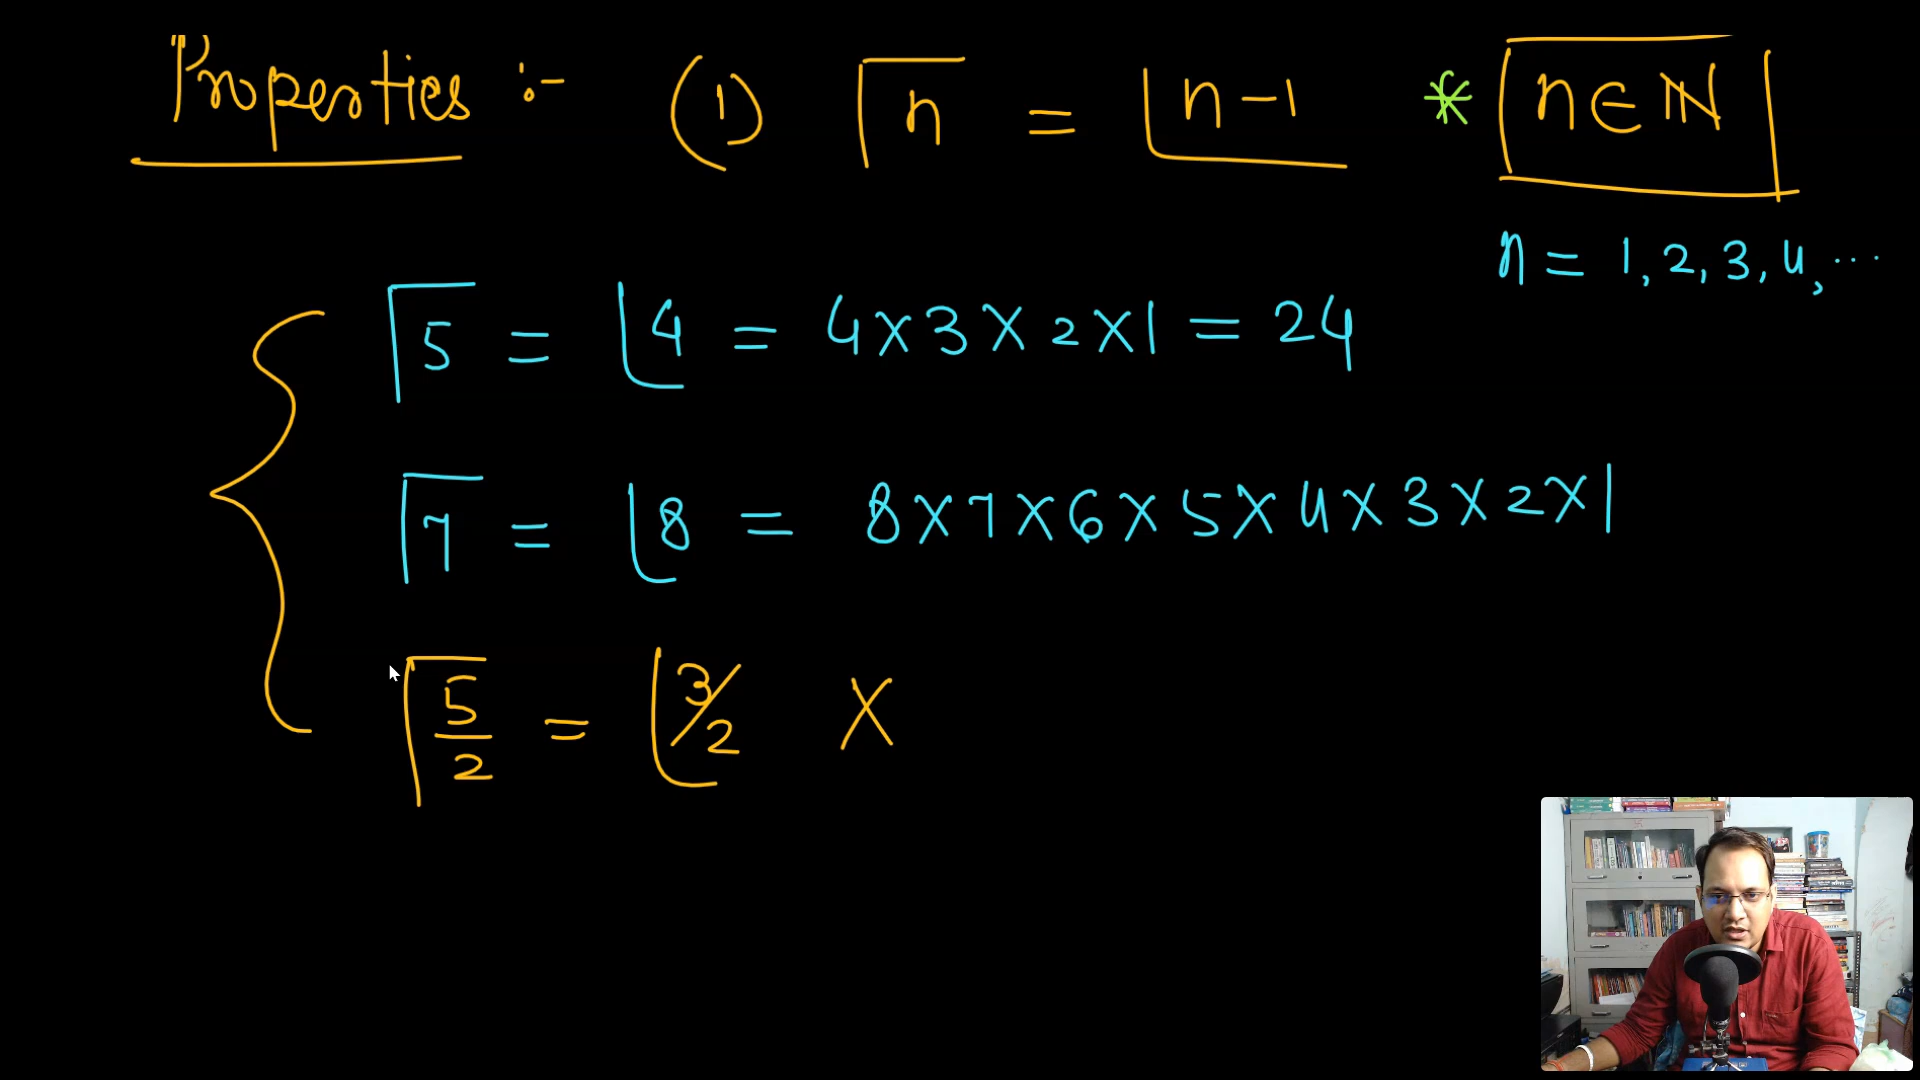 Properties :- (1) Γn = ⌊n-1 * n∈ℕ
n = 1, 2, 3, 4, ...
Γ5 = ⌊4 = 4×3×2×1 = 24
Γ7 = ⌊8 = 8×7×6×5×4×3×2×1
Γ5/2 = ⌊3/2 X